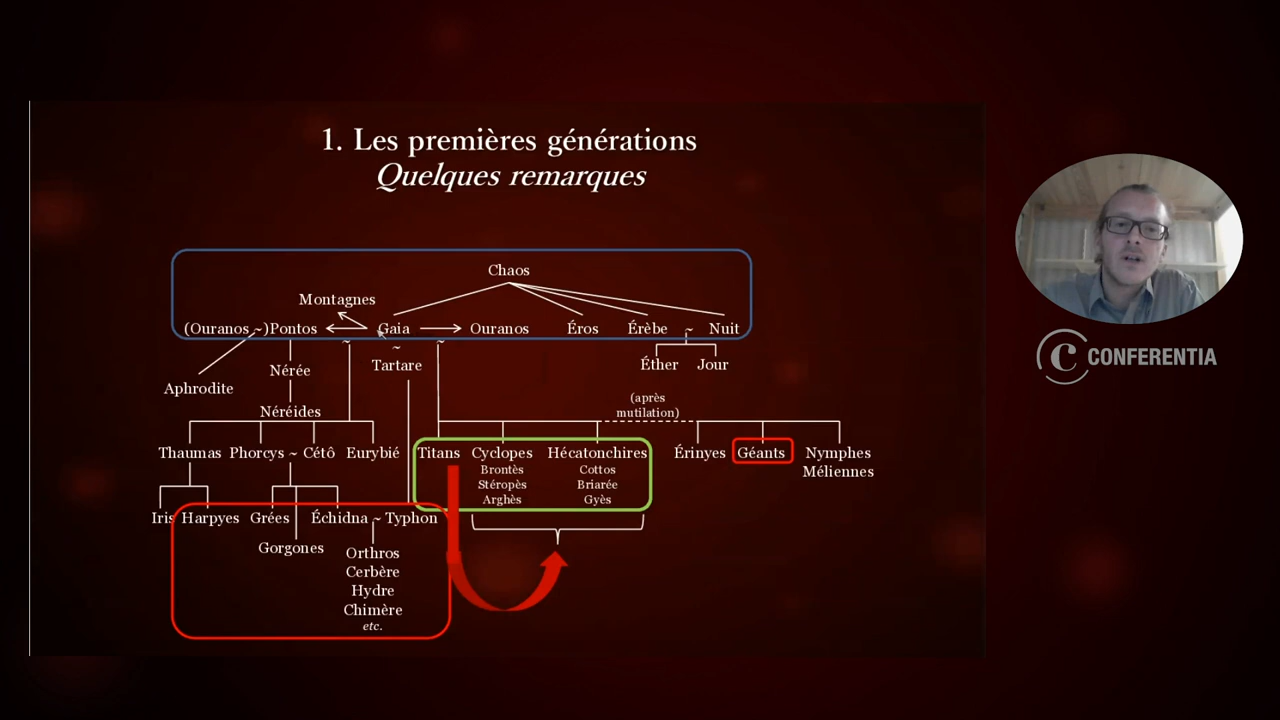 1. Les premières générations
Quelques remarques
Chaos
Montagnes
(Ouranos ~)Pontos Gaia Ouranos Éros Érèbe ~ Nuit
~ ~ ~
Nérée Tartare Éther Jour
Aphrodite
(après
mutilation)
Néréides
Thaumas Phorcys ~ Cétô Eurybié Titans Cyclopes Hécatonchires Érinyes Géants Nymphes
Méliennes
Brontès Cottos
Stéropès Briarée
Arghès Gyès
Iris Harpyes Grées Échidna ~ Typhon
Gorgones
Orthros
Cerbère
Hydre
Chimère
etc.
C CONFERENTIA